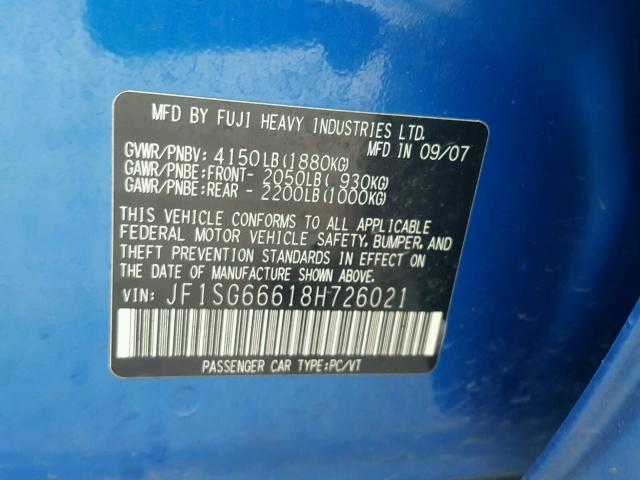 MFD BY FUJI HEAVY INDUSTRIES LTD.
MFD IN 09/07
GVWR/PNBV: 4150LB(1880KG)
GAWR/PNBE:FRONT- 2050LB( 930KG)
GAWR/PNBE:REAR - 2200LB(1000KG)
THIS VEHICLE CONFORMS TO ALL APPLICABLE
FEDERAL MOTOR VEHICLE SAFETY, BUMPER, AND
THEFT PREVENTION STANDARDS IN EFFECT
ON THE DATE OF MANUFACTURE SHOWN ABOVE.
VIN: JF1SG66618H726021
PASSENGER CAR TYPE:PC/VT